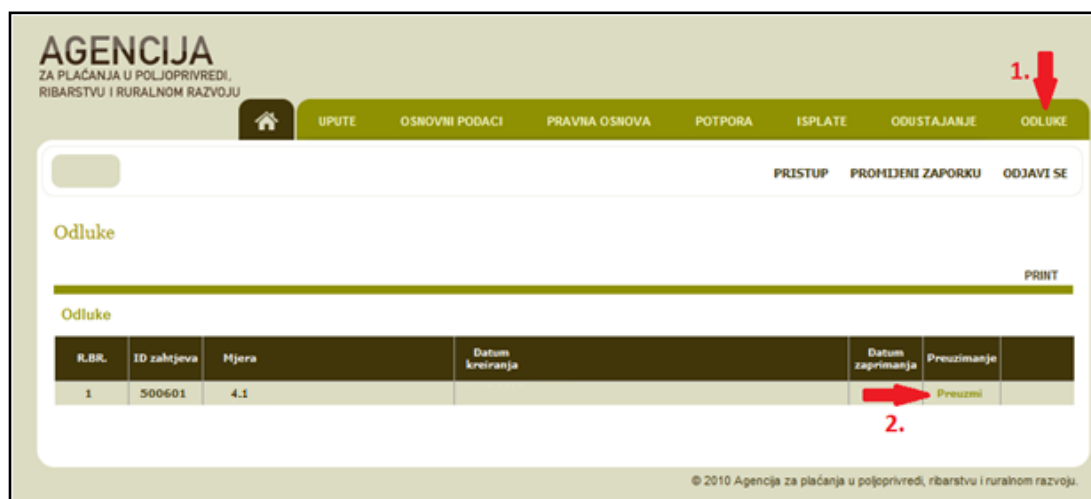 AGENCIJA
ZA PLAĆANJA U POLJOPRIVREDI,
RIBARSTVU I RURALNOM RAZVOJU
1.
UPUTE OSNOVNI PODACI PRAVNA OSNOVA POTPORA ISPLATE ODUSTAJANJE ODLUKE
PRISTUP PROMIJENI ZAPORKU ODJAVI SE
Odluke
PRINT
Odluke
R.BR. ID zahtjeva Mjera Datum kreiranja Datum zaprimanja Preuzimanje
1 500601 4.1 Preuzmi
2.
© 2010 Agencija za plaćanja u poljoprivredi, ribarstvu i ruralnom razvoju.